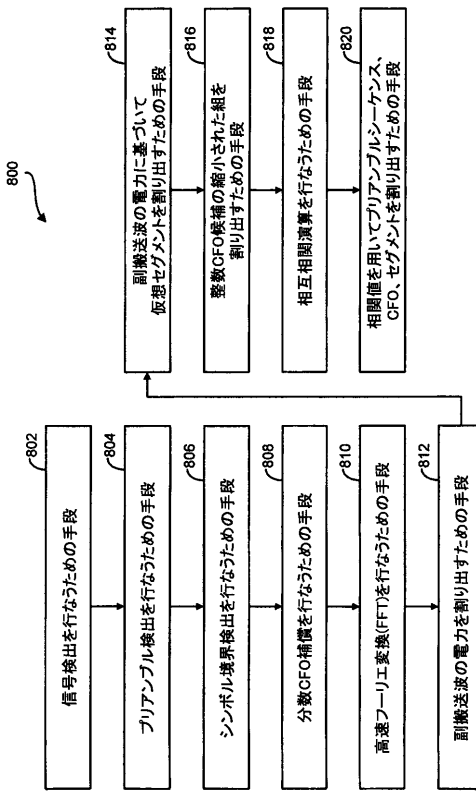 800
802
信号検出を行なうための手段
804
プリアンブル検出を行なうための手段
806
シンボル境界検出を行なうための手段
808
分数CFO補償を行なうための手段
810
高速フーリエ変換(FFT)を行なうための手段
812
副搬送波の電力を割り出すための手段
814
副搬送波の電力に基づいて
仮想セグメントを割り出すための手段
816
整数CFO候補の縮小された組を
割り出すための手段
818
相互相関演算を行なうための手段
820
相関値を用いてプリアンブルシーケンス、
CFO、セグメントを割り出すための手段